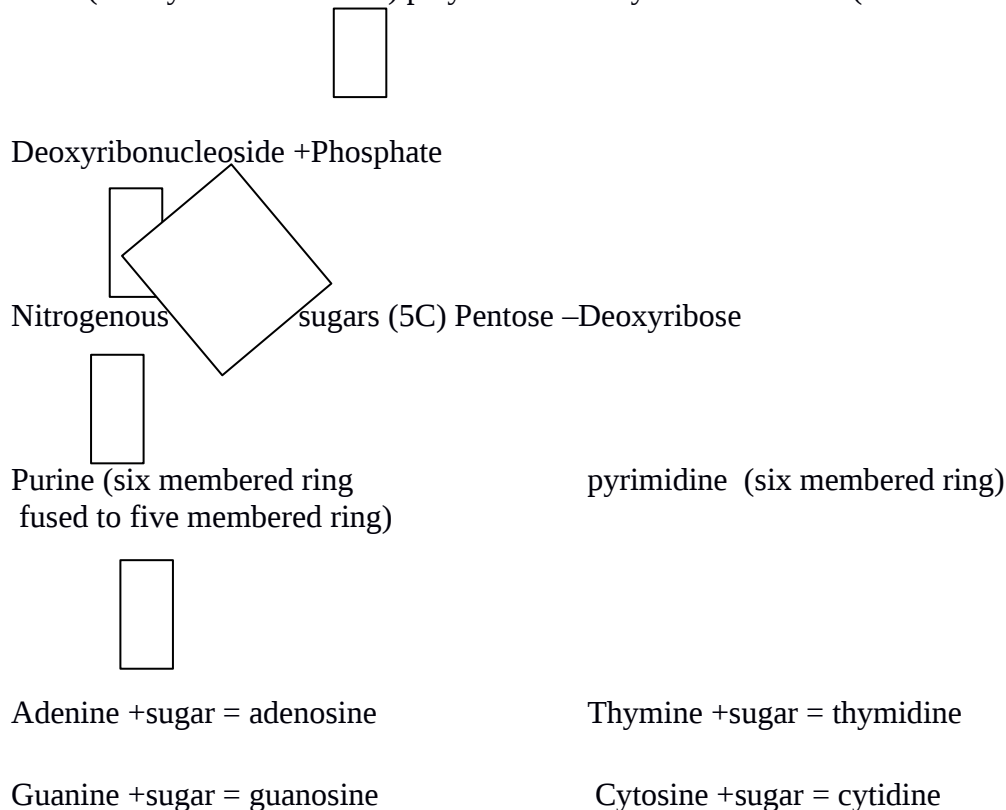 Deoxyribonucleoside +Phosphate
Nitrogenous sugars (5C) Pentose –Deoxyribose
Purine (six membered ring pyrimidine (six membered ring)
fused to five membered ring)
Adenine +sugar = adenosine Thymine +sugar = thymidine
Guanine +sugar = guanosine Cytosine +sugar = cytidine